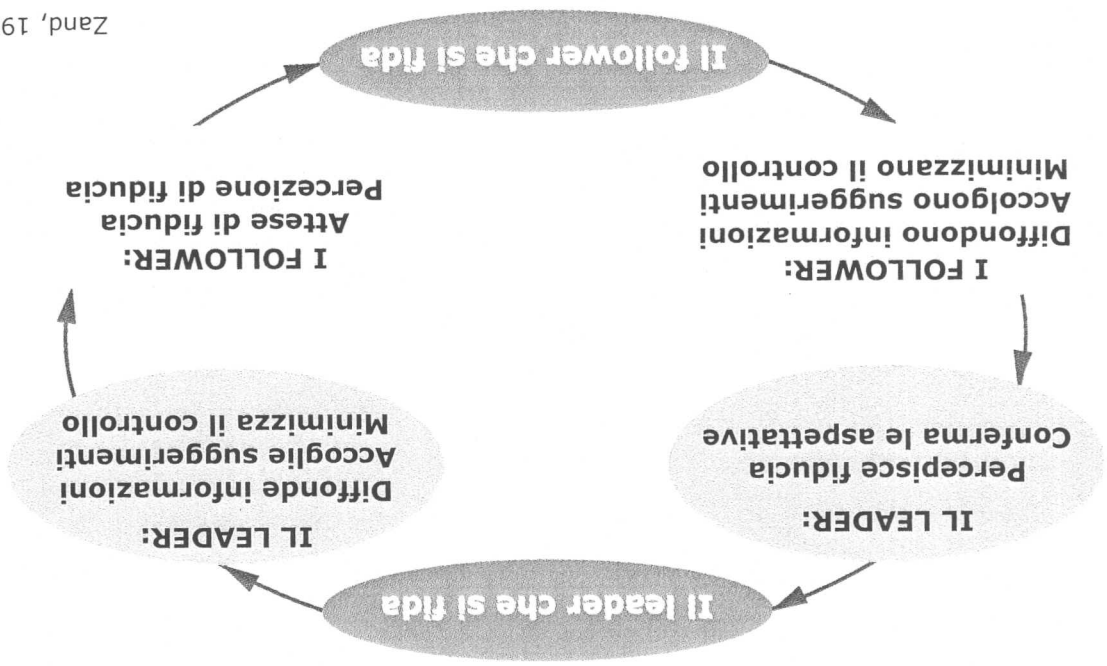 Il leader che si fida
IL LEADER:
Percepisce fiducia
Conferma le aspettative
IL LEADER:
Diffonde informazioni
Accoglie suggerimenti
Minimizza il controllo
I FOLLOWER:
Diffondono informazioni
Accolgono suggerimenti
Minimizzano il controllo
I FOLLOWER:
Attese di fiducia
Percezione di fiducia
Il follower che si fida
Zand, 19